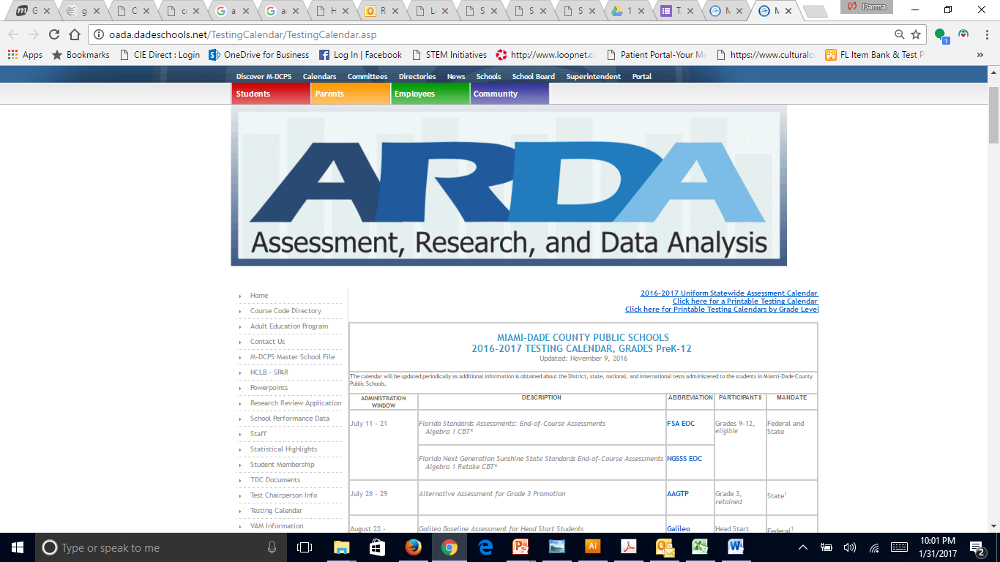 G
g
C
c
a
a
H
R
L
S
S
S
1
T
M
M
Darma
oada.dadeschools.net/TestingCalendar/TestingCalendar.asp
1
Apps
Bookmarks
CIE Direct : Login
OneDrive for Business
Log In | Facebook
STEM Initiatives
http://www.loopnet.c
Patient Portal-Your M
https://www.culturalc
FL Item Bank & Test P
»
Discover M-DCPS Calendars Committees Directories News Schools School Board Superintendent Portal
Students Parents Employees Community
ARDA
Assessment, Research, and Data Analysis
Home
Course Code Directory
Adult Education Program
Contact Us
M-DCPS Master School File
NCLB - SPAR
Powerpoints
Research Review Application
School Performance Data
Staff
Statistical Highlights
Student Membership
TDC Documents
Test Chairperson Info
Testing Calendar
VAM Information
2016-2017 Uniform Statewide Assessment Calendar
Click here for a Printable Testing Calendar
Click here for Printable Testing Calendars by Grade Level
MIAMI-DADE COUNTY PUBLIC SCHOOLS
2016-2017 TESTING CALENDAR, GRADES PreK-12
Updated: November 9, 2016
The calendar will be updated periodically as additional information is obtained about the District, state, national, and international tests administered to the students in Miami-Dade County
Public Schools.
ADMINISTRATION
WINDOW
DESCRIPTION
ABBREVIATION
PARTICIPANTS
MANDATE
July 11 - 21
Florida Standards Assessments: End-of-Course Assessments
Algebra 1 CBT*
FSA EOC
Grades 9-12,
eligible
Federal and
State
Florida Next Generation Sunshine State Standards End-of-Course Assessments
Algebra 1 Retake CBT*
NGSSS EOC
July 28 - 29
Alternative Assessment for Grade 3 Promotion
AAGTP
Grade 3,
retained
State1
August 22 -
Galileo Baseline Assessment for Head Start Students
Galileo
Head Start
Federal1
Type or speak to me
10:01 PM
1/31/2017
2